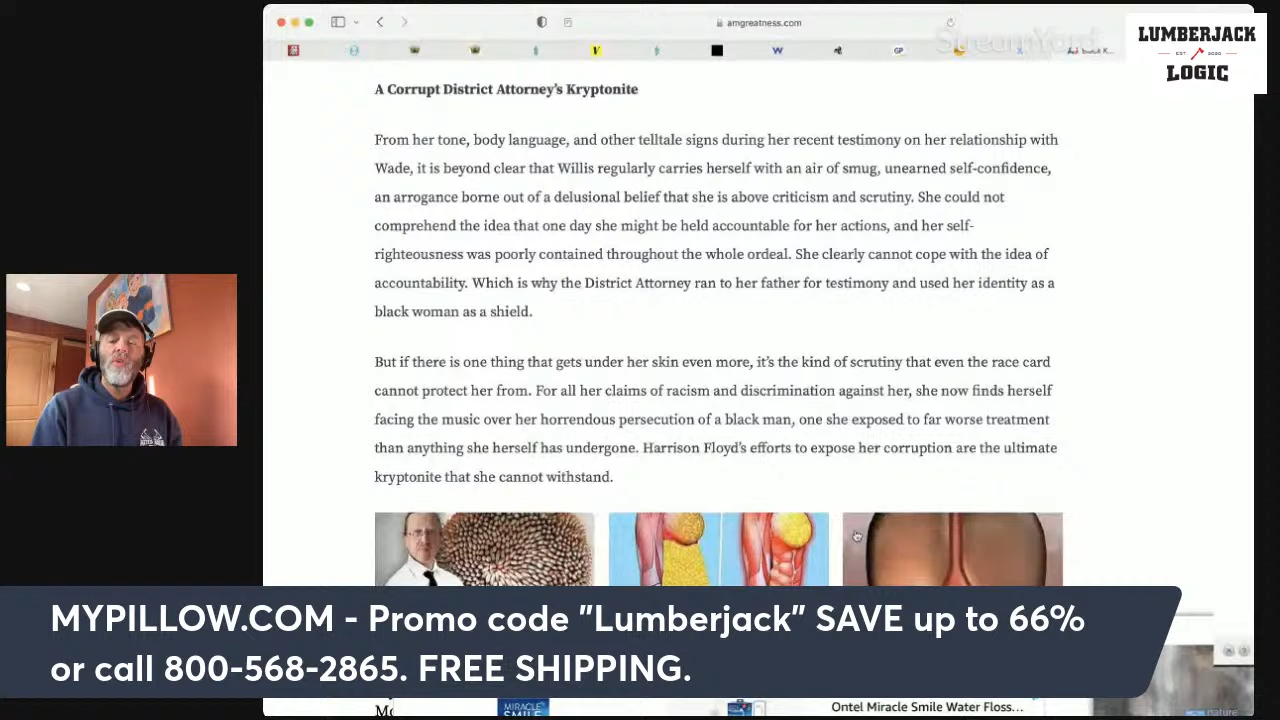 amgreatness.com
StreamYard
LUMBERJACK
EST. 2020
LOGIC
A Corrupt District Attorney's Kryptonite
From her tone, body language, and other telltale signs during her recent testimony on her relationship with
Wade, it is beyond clear that Willis regularly carries herself with an air of smug, unearned self-confidence,
an arrogance borne out of a delusional belief that she is above criticism and scrutiny. She could not
comprehend the idea that one day she might be held accountable for her actions, and her self-
righteousness was poorly contained throughout the whole ordeal. She clearly cannot cope with the idea of
accountability. Which is why the District Attorney ran to her father for testimony and used her identity as a
black woman as a shield.
But if there is one thing that gets under her skin even more, it's the kind of scrutiny that even the race card
cannot protect her from. For all her claims of racism and discrimination against her, she now finds herself
facing the music over her horrendous persecution of a black man, one she exposed to far worse treatment
than anything she herself has undergone. Harrison Floyd's efforts to expose her corruption are the ultimate
kryptonite that she cannot withstand.
MYPILLOW.COM - Promo code "Lumberjack" SAVE up to 66%
or call 800-568-2865. FREE SHIPPING.
MIRACLE
Ontel Miracle Smile Water Floss...